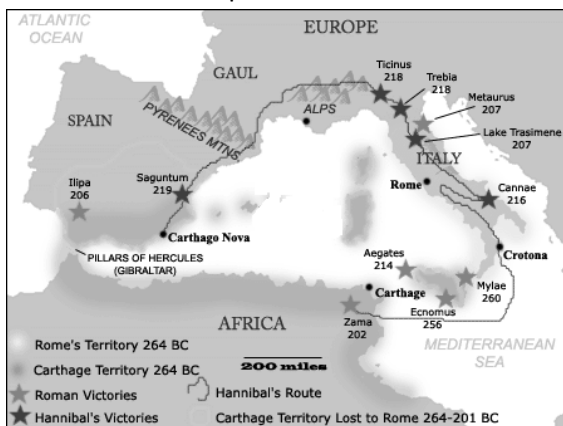 ATLANTIC
OCEAN
EUROPE
GAUL
SPAIN
PYRENEES MTNS
ALPS
Ticinus
218
Trebia
218
Metaurus
207
Lake Trasimene
207
ITALY
Ilipa
206
Saguntum
219
Rome
Cannae
216
Carthago Nova
PILLARS OF HERCULES
(GIBRALTAR)
Crotona
Aegates
214
Carthage
Mylae
260
Ecnomus
256
AFRICA
Zama
202
MEDITERRANEAN
SEA
Rome's Territory 264 BC
Carthage Territory 264 BC
200 miles
Roman Victories
Hannibal's Route
Hannibal's Victories
Carthage Territory Lost to Rome 264-201 BC